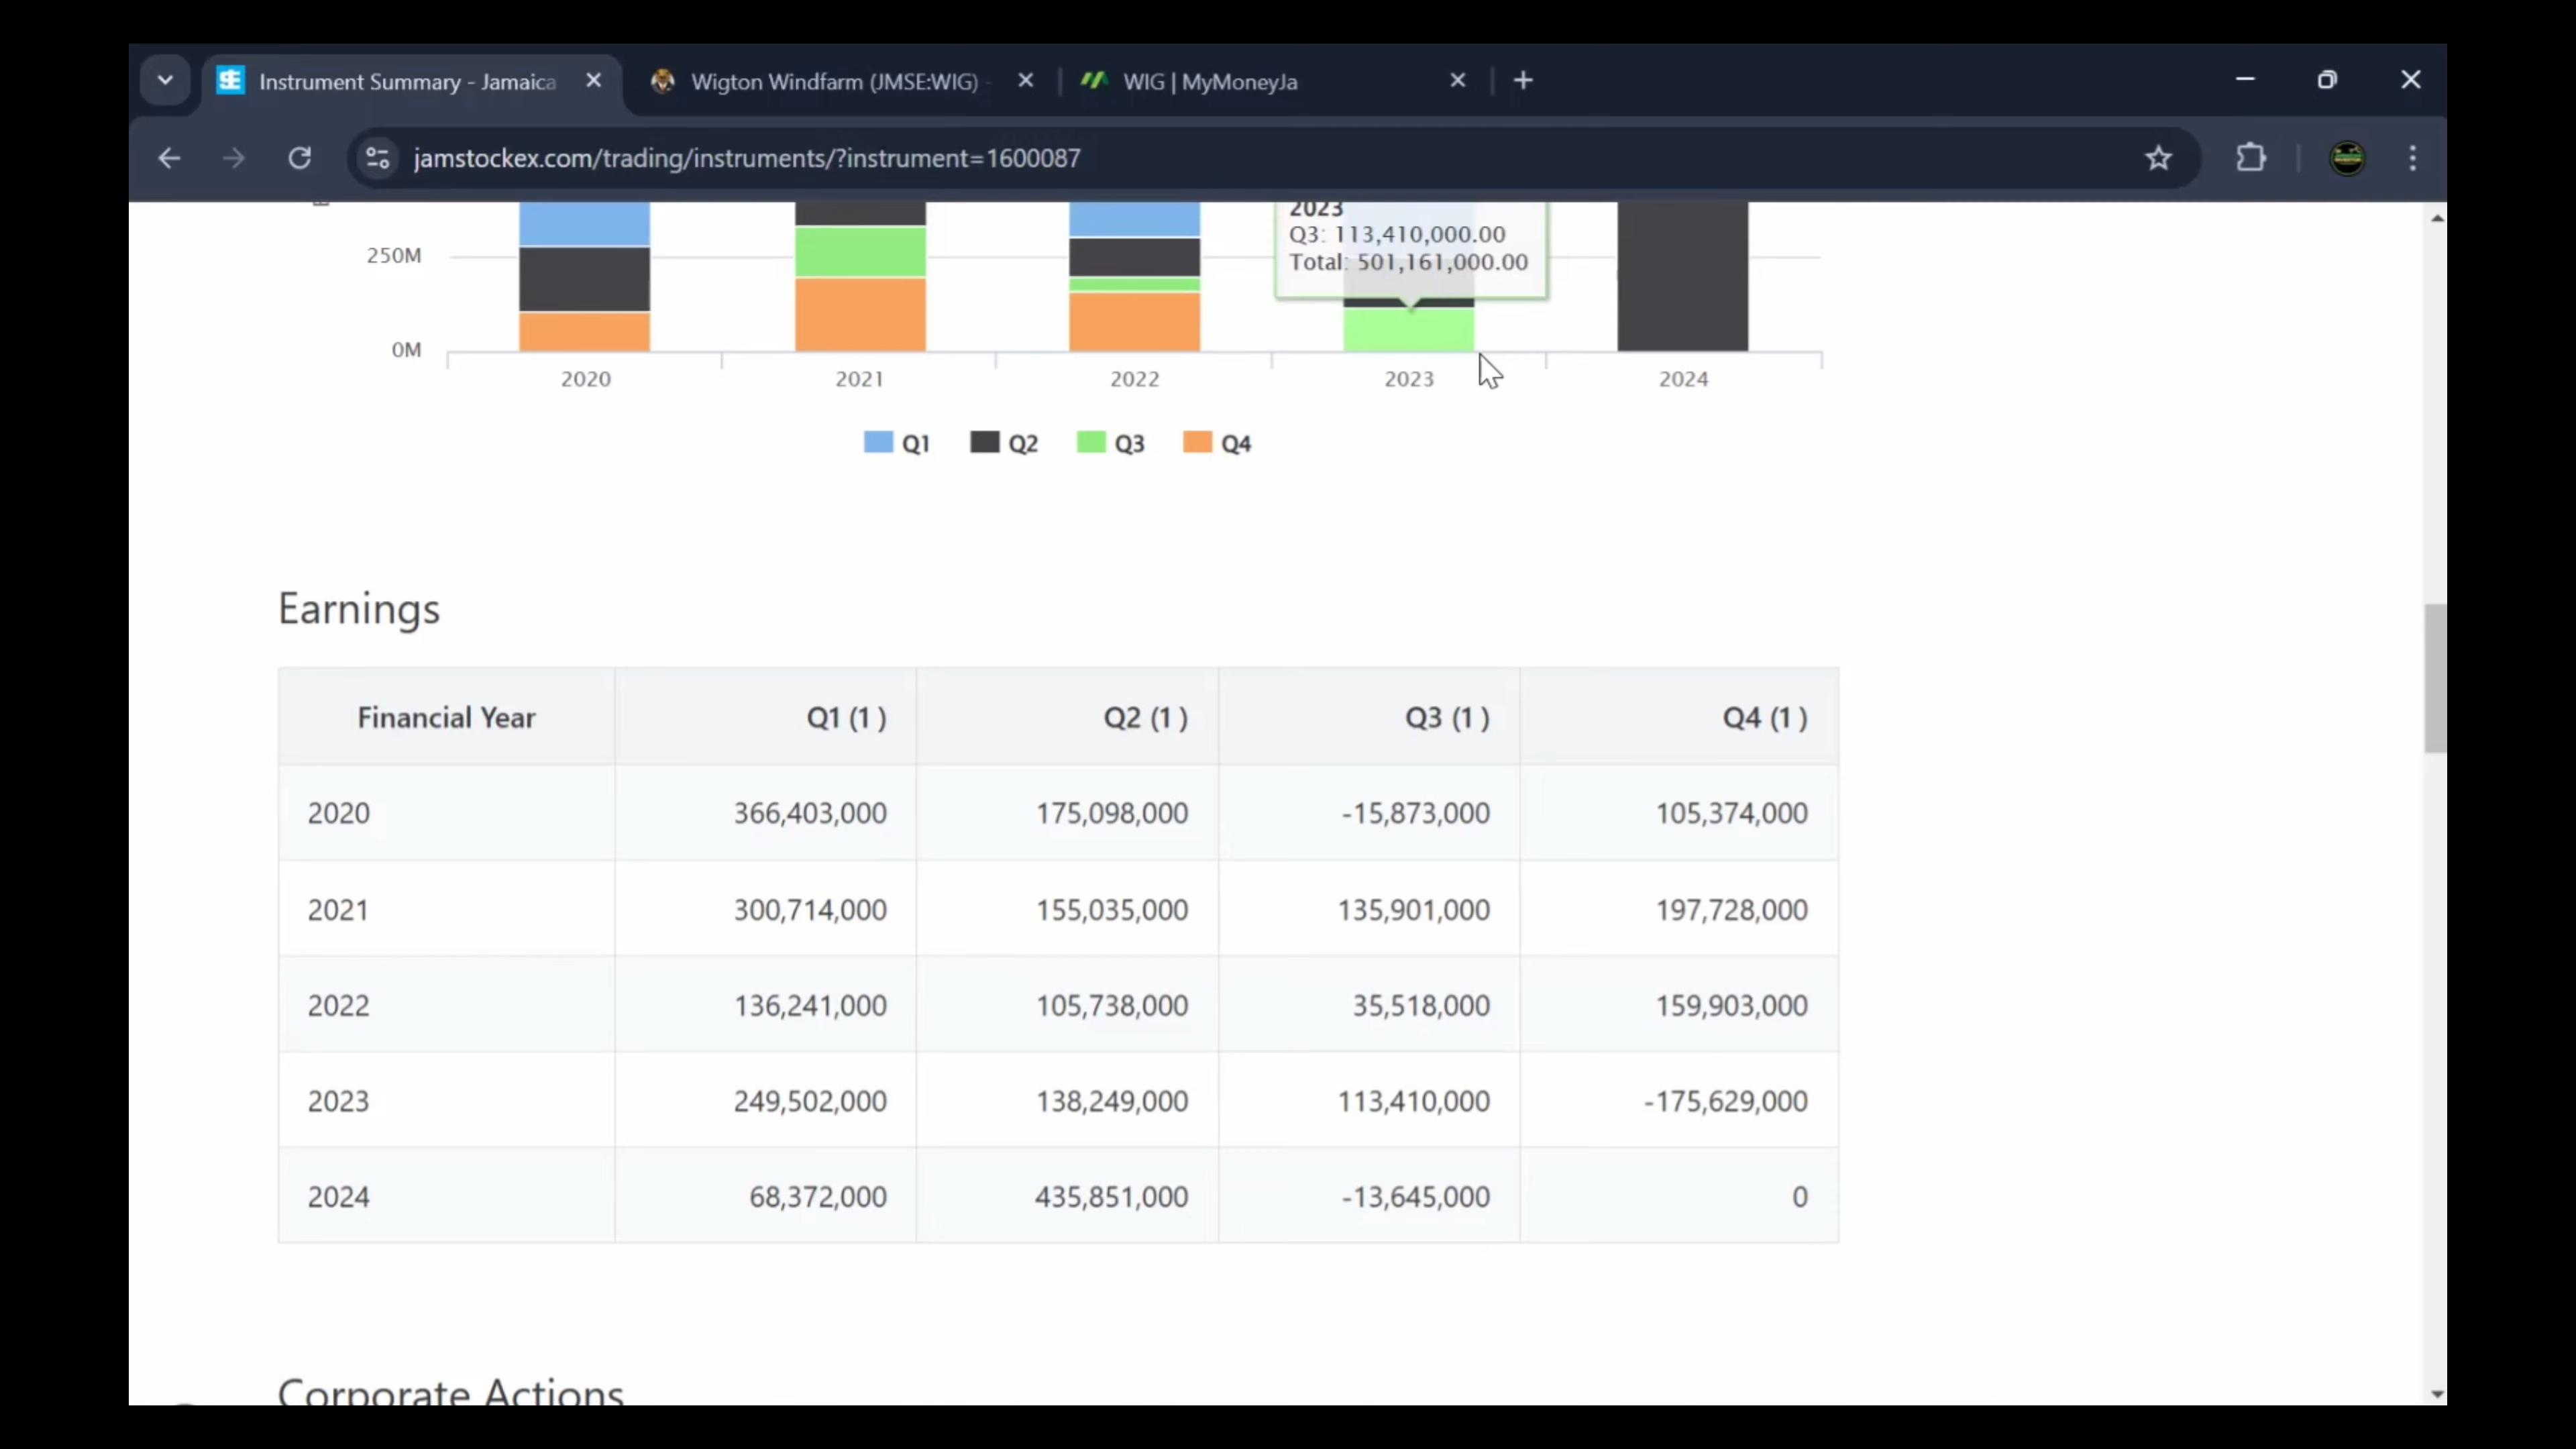 Instrument Summary - Jamaica
Wigton Windfarm (JMSE:WIG) -
WIG | MyMoneyJa
jamstockex.com/trading/instruments/?instrument=1600087
2023
Q3: 113,410,000.00
Total: 501,161,000.00
250M
0M
2020 2021 2022 2023 2024
Q1 Q2 Q3 Q4
Earnings
Financial Year Q1 (1 ) Q2 (1 ) Q3 (1 ) Q4 (1 )
2020 366,403,000 175,098,000 -15,873,000 105,374,000
2021 300,714,000 155,035,000 135,901,000 197,728,000
2022 136,241,000 105,738,000 35,518,000 159,903,000
2023 249,502,000 138,249,000 113,410,000 -175,629,000
2024 68,372,000 435,851,000 -13,645,000 0
Corporate Actions